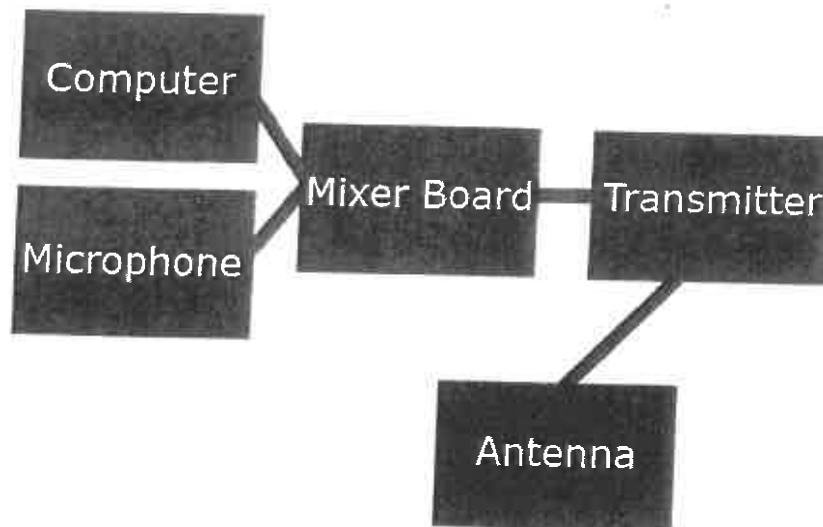 Computer
Microphone
Mixer Board
Transmitter
Antenna